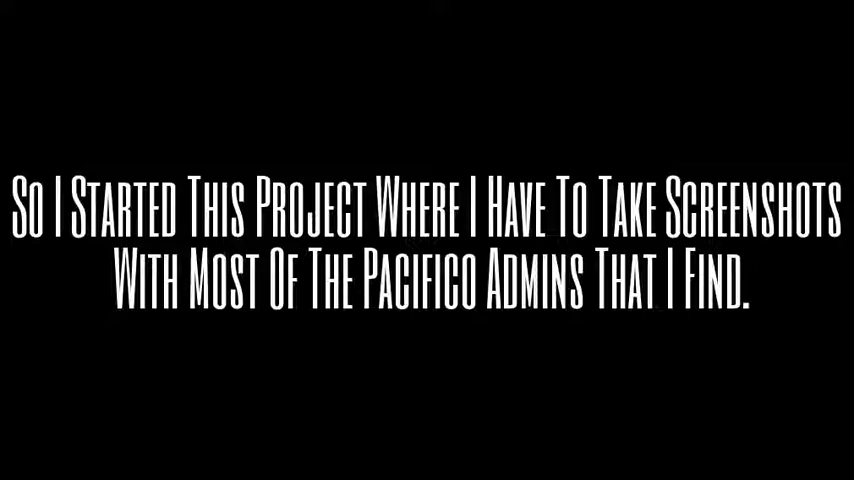 So I Started This Project Where I Have To Take Screenshots
With Most Of The Pacifico Admins That I Find.